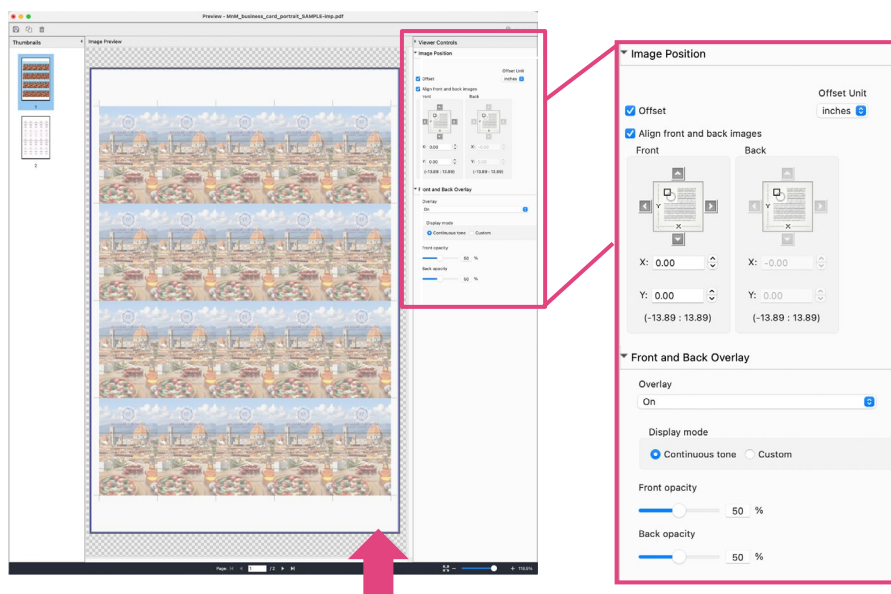 Preview - MnM_business_card_portrait_SAMPLE-imp.pdf
Thumbnails
Image Preview
1
2
Viewer Controls
Image Position
Offset Unit
Offset
inches
Align front and back images
Front Back
Y Y
X X
X: 0.00 X: -0.00
Y: 0.00 Y: 0.00
(-13.89 : 13.89) (-13.89 : 13.89)
Front and Back Overlay
Overlay
On
Display mode
Continuous tone Custom
Front opacity
50 %
Back opacity
50 %
Page: 1 / 2
Image Position
Offset Unit
Offset
inches
Align front and back images
Front Back
Y Y
X X
X: 0.00 X: -0.00
Y: 0.00 Y: 0.00
(-13.89 : 13.89) (-13.89 : 13.89)
Front and Back Overlay
Overlay
On
Display mode
Continuous tone Custom
Front opacity
50 %
Back opacity
50 %